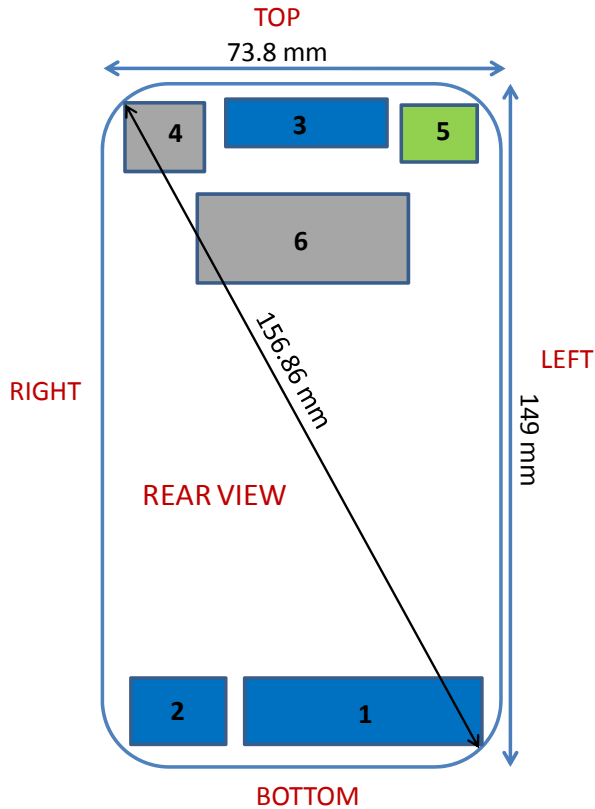 TOP
73.8 mm
4
3
5
6
156.86 mm
LEFT
RIGHT
149 mm
REAR VIEW
2
1
BOTTOM